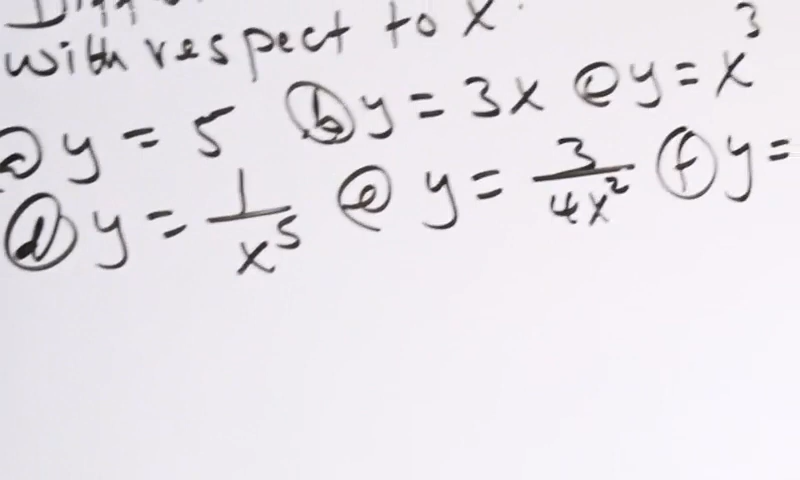 with respect to x.
ⓐ y = 5 ⓑ y = 3x ⓒ y = x³
ⓓ y = 1/x⁵ ⓔ y = 3/4x² ⓕ y =